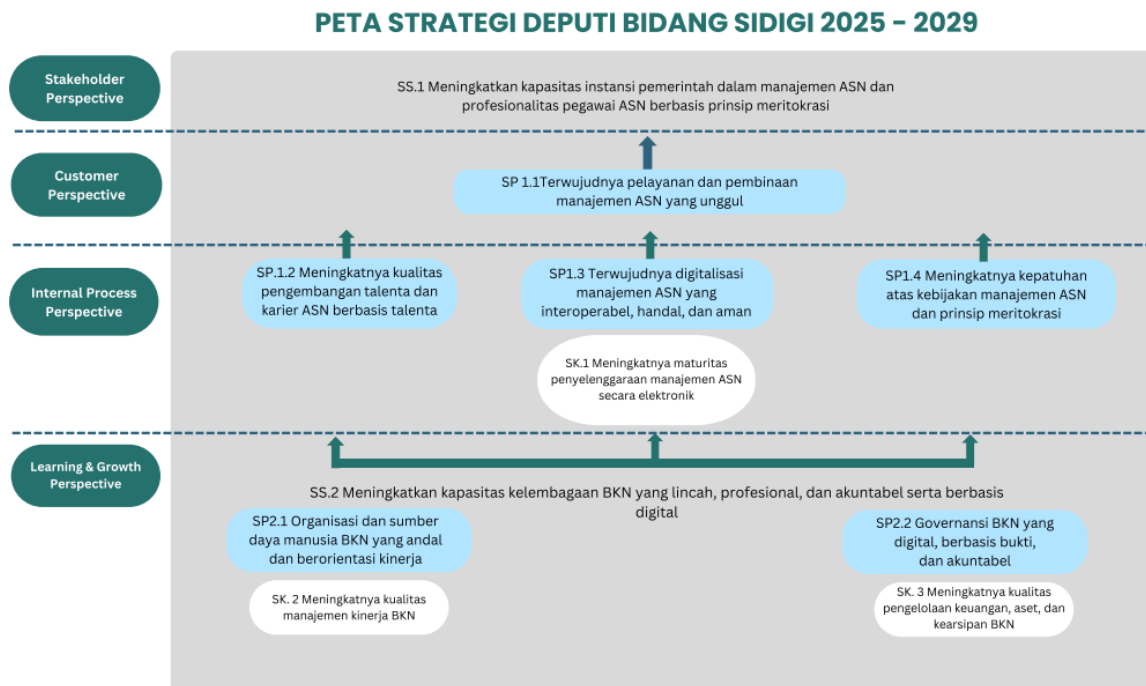 PETA STRATEGI DEPUTI BIDANG SIDIGI 2025 - 2029
Stakeholder
Perspective
SS.1 Meningkatkan kapasitas instansi pemerintah dalam manajemen ASN dan
profesionalitas pegawai ASN berbasis prinsip meritokrasi
Customer
Perspective
SP 1.1Terwujudnya pelayanan dan pembinaan
manajemen ASN yang unggul
Internal Process
Perspective
SP.1.2 Meningkatnya kualitas
pengembangan talenta dan
karier ASN berbasis talenta
SP1.3 Terwujudnya digitalisasi
manajemen ASN yang
interoperabel, handal, dan aman
SP1.4 Meningkatnya kepatuhan
atas kebijakan manajemen ASN
dan prinsip meritokrasi
SK.1 Meningkatnya maturitas
penyelenggaraan manajemen ASN
secara elektronik
Learning & Growth
Perspective
SS.2 Meningkatkan kapasitas kelembagaan BKN yang lincah, profesional, dan akuntabel serta berbasis
digital
SP2.1 Organisasi dan sumber
daya manusia BKN yang andal
dan berorientasi kinerja
SP2.2 Governansi BKN yang
digital, berbasis bukti,
dan akuntabel
SK. 2 Meningkatnya kualitas
manajemen kinerja BKN
SK. 3 Meningkatnya kualitas
pengelolaan keuangan, aset, dan
kearsipan BKN